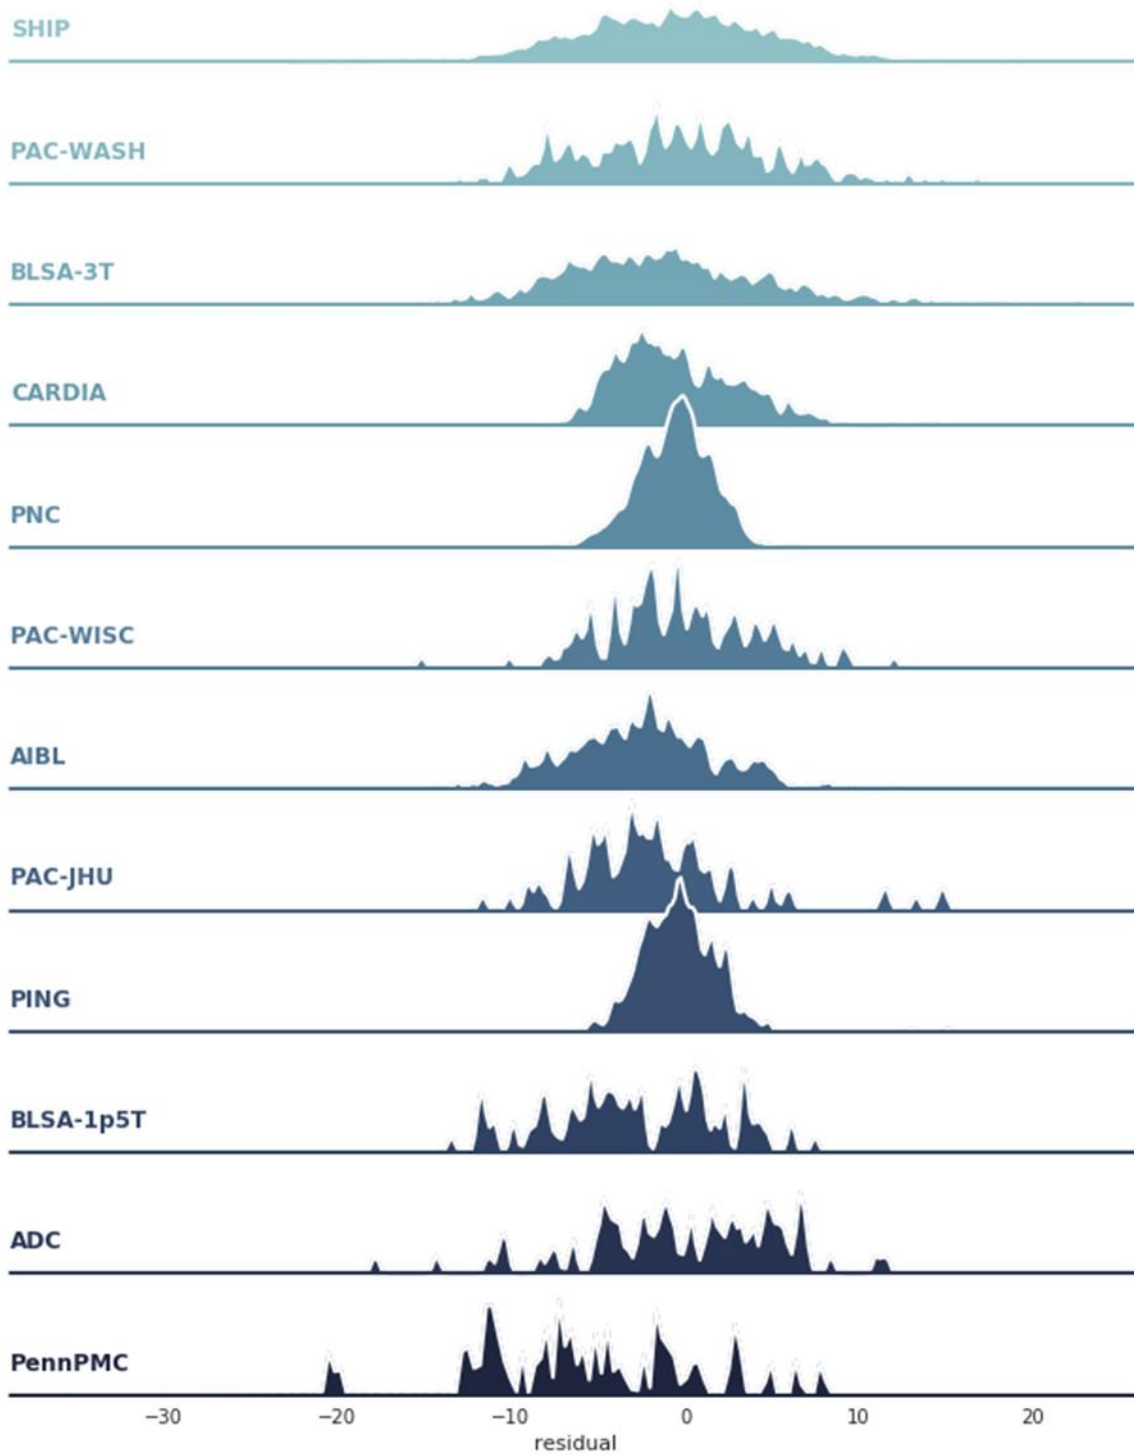 SHIP
PAC-WASH
BLSA-3T
CARDIA
PNC
PAC-WISC
AIBL
PAC-JHU
PING
BLSA-1p5T
ADC
PennPMC
−30 −20 −10 0 10 20
residual